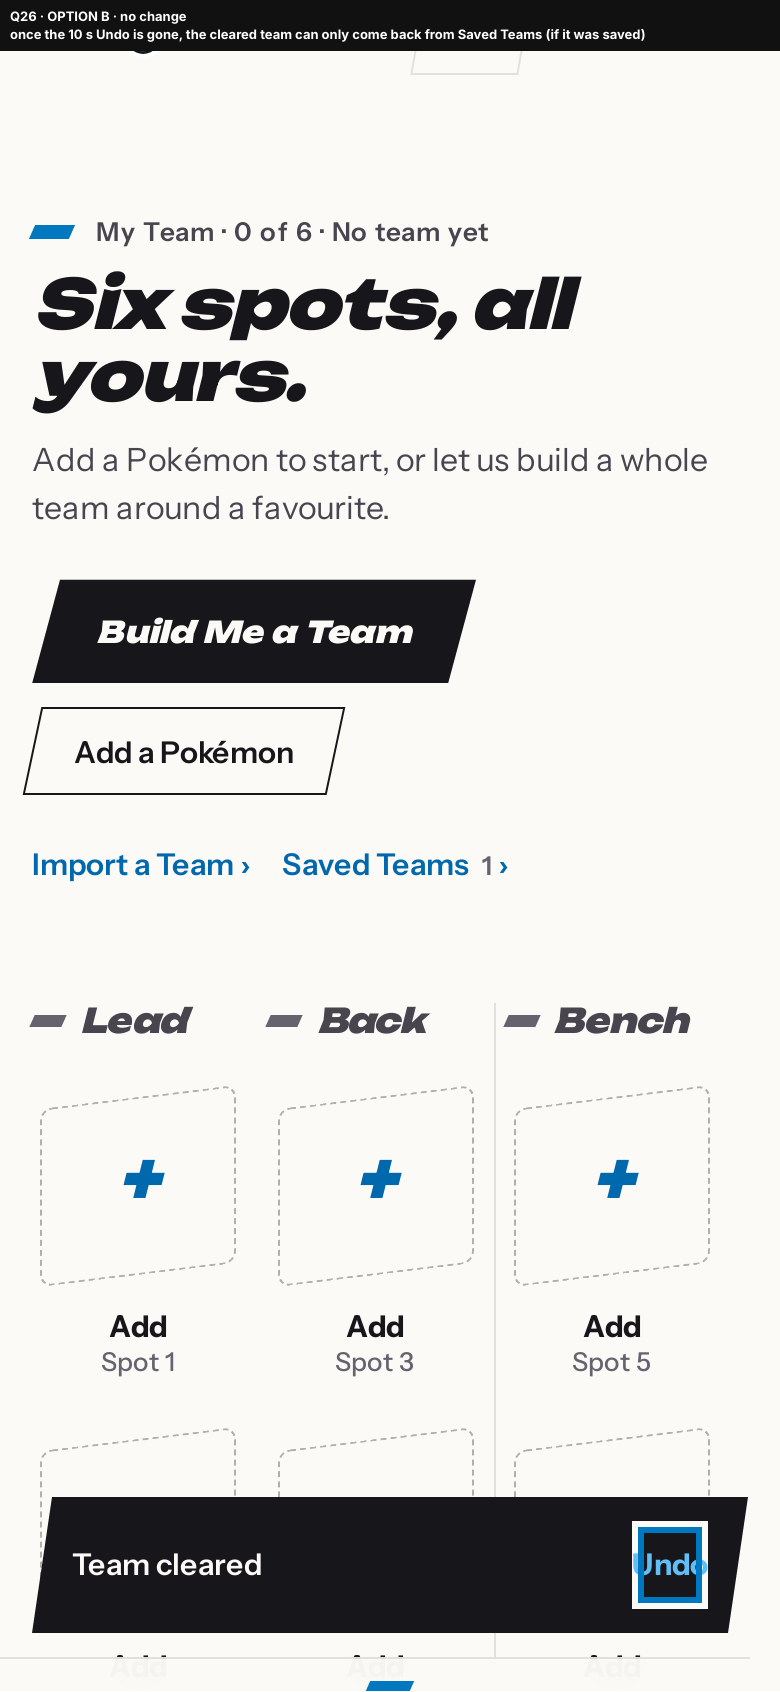 Q26 · OPTION B · no change
once the 10 s Undo is gone, the cleared team can only come back from Saved Teams (if it was saved)
My Team · 0 of 6 · No team yet
Six spots, all
yours.
Add a Pokémon to start, or let us build a whole
team around a favourite.
Build Me a Team
Add a Pokémon
Import a Team › Saved Teams 1 ›
Lead Back Bench
+ + +
Add Add Add
Spot 1 Spot 3 Spot 5
Team cleared Undo
Add Add Add